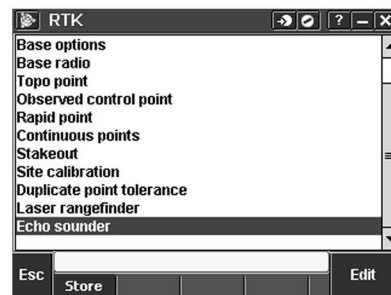 RTK
? – X
Base options
Base radio
Topo point
Observed control point
Rapid point
Continuous points
Stakeout
Site calibration
Duplicate point tolerance
Laser rangefinder
Echo sounder
Esc
Edit
Store